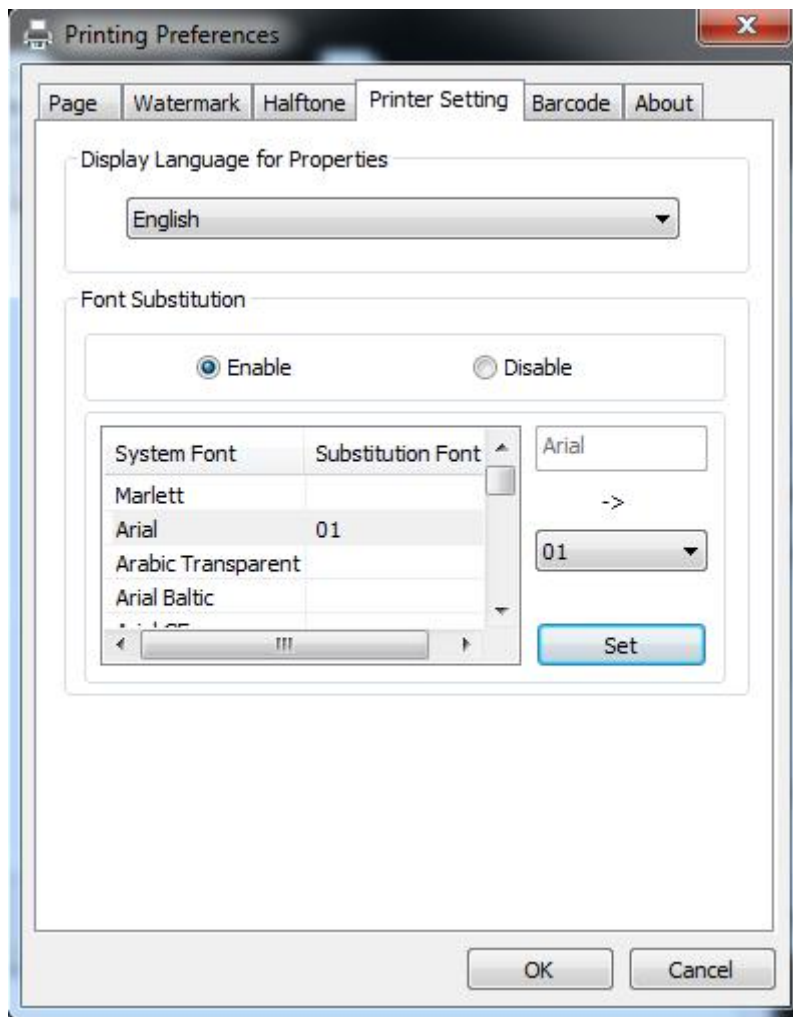 Printing Preferences
Page Watermark Halftone Printer Setting Barcode About
Display Language for Properties
English
Font Substitution
Enable Disable
System Font Substitution Font
Marlett
Arial 01
Arabic Transparent
Arial Baltic
Arial
->
01
Set
OK Cancel